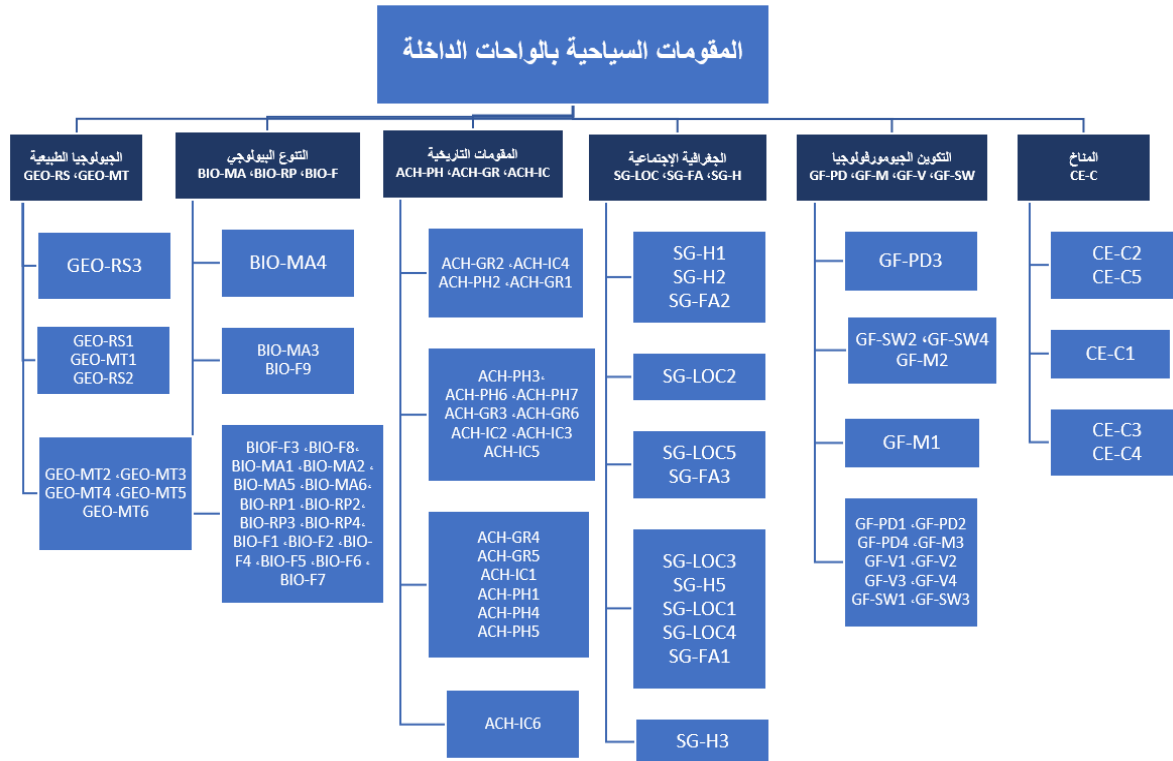 المقومات السياحية بالواحات الداخلة
المناخ
CE-C
CE-C2
CE-C5
CE-C1
CE-C3
CE-C4
التكوين الجيومورفولوجيا
GF-PD ،GF-M ،GF-V ،GF-SW
GF-PD3
GF-SW2 ،GF-SW4
GF-M2
GF-M1
GF-PD1 ،GF-PD2
GF-PD4 ،GF-M3
GF-V1 ،GF-V2
GF-V3 ،GF-V4
GF-SW1 ،GF-SW3
الجغرافية الإجتماعية
SG-LOC ،SG-FA ،SG-H
SG-H1
SG-H2
SG-FA2
SG-LOC2
SG-LOC5
SG-FA3
SG-LOC3
SG-H5
SG-LOC1
SG-LOC4
SG-FA1
SG-H3
المقومات التاريخية
ACH-PH ،ACH-GR ،ACH-IC
ACH-GR2 ،ACH-IC4
ACH-PH2 ،ACH-GR1
ACH-PH3،
ACH-PH6 ،ACH-PH7
ACH-GR3 ،ACH-GR6
ACH-IC2 ،ACH-IC3
ACH-IC5
ACH-GR4
ACH-GR5
ACH-IC1
ACH-PH1
ACH-PH4
ACH-PH5
ACH-IC6
التنوع البيولوجي
BIO-MA ،BIO-RP ،BIO-F
BIO-MA4
BIO-MA3
BIO-F9
BIOF-F3 ،BIO-F8،
BIO-MA1 ،BIO-MA2 ،
BIO-MA5 ،BIO-MA6،
BIO-RP1 ،BIO-RP2،
BIO-RP3 ،BIO-RP4،
BIO-F1 ،BIO-F2 ،BIO-
F4 ،BIO-F5 ،BIO-F6 ،
BIO-F7
الجيولوجيا الطبيعية
GEO-RS ،GEO-MT
GEO-RS3
GEO-RS1
GEO-MT1
GEO-RS2
GEO-MT2 ،GEO-MT3
GEO-MT4 ،GEO-MT5
GEO-MT6